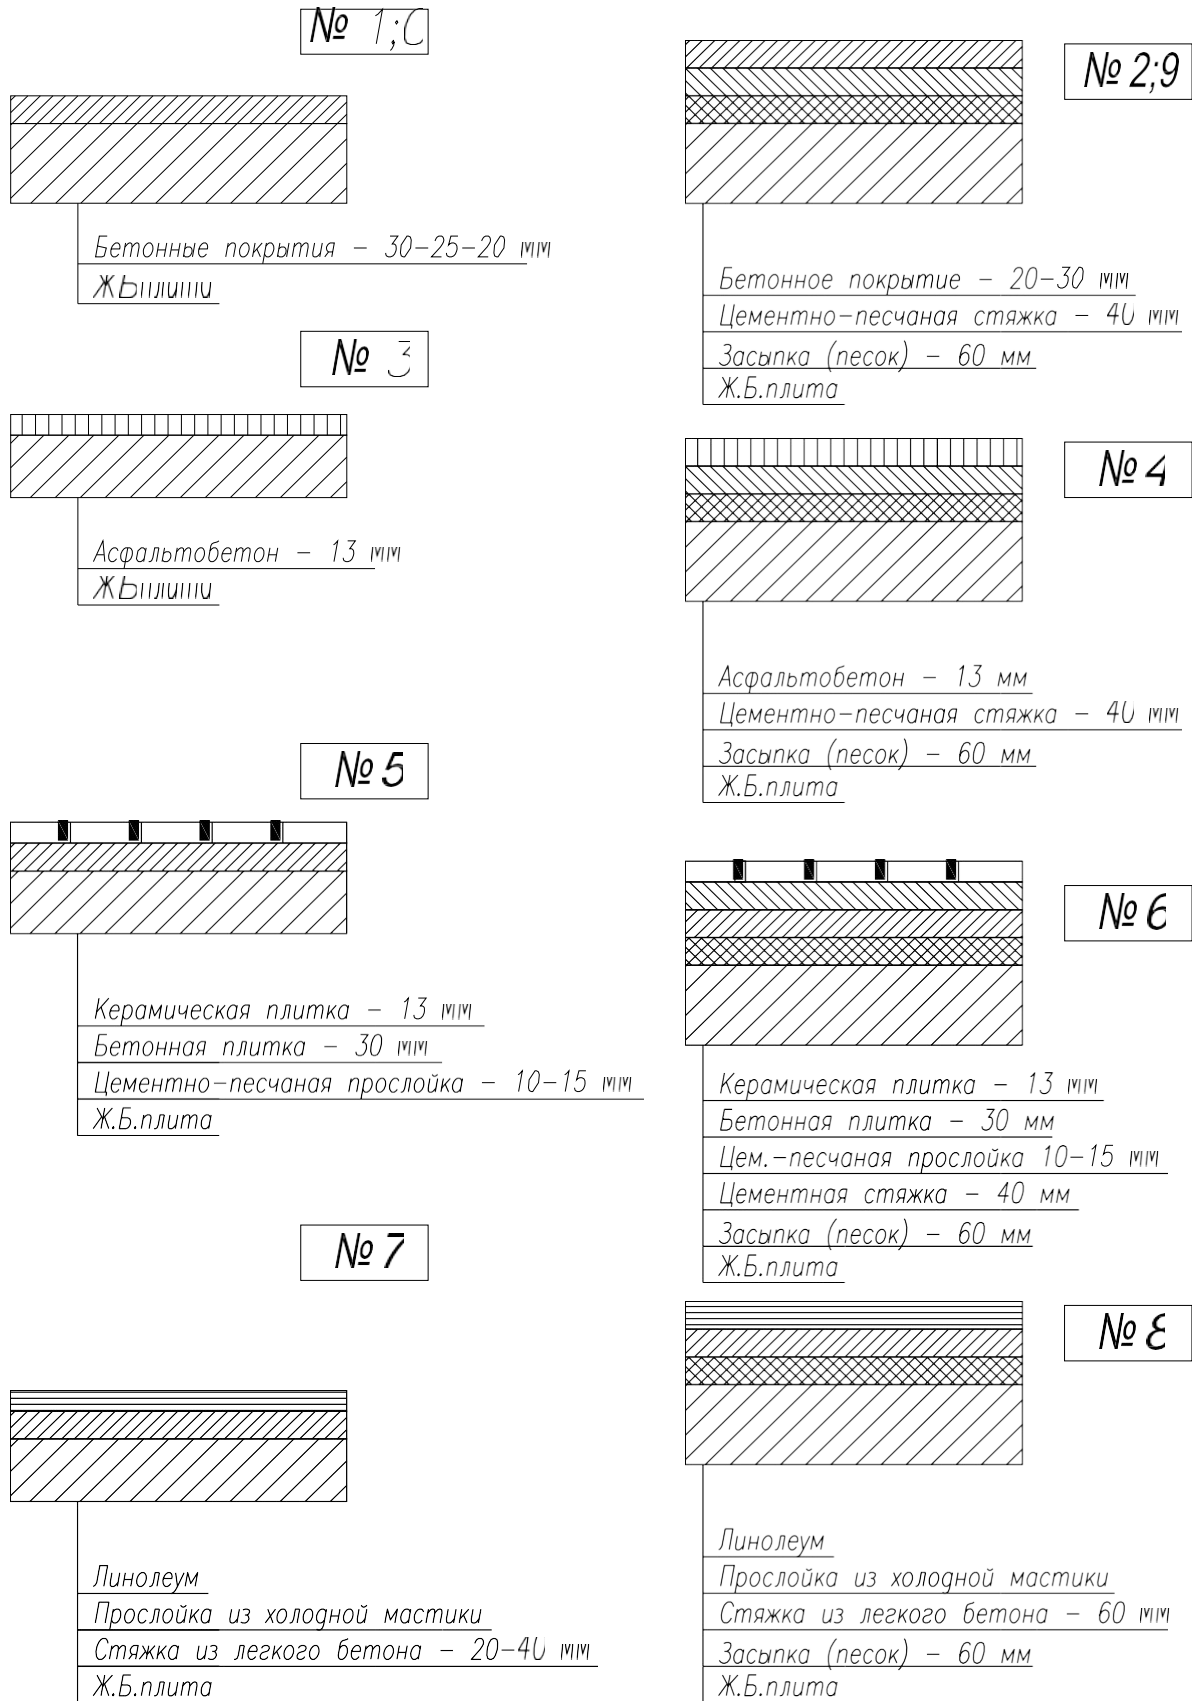 № 1;
Бетонные покрытия - 30-25-20 мм
№ 2;9
Бетонное покрытие - 20-30 мм
Цементно-песчаная стяжка - 40 мм
Засыпка (песок) - 60 мм
Ж.Б.плита
№ 3
Асфальтобетон - 13 мм
№ 4
Асфальтобетон - 13 мм
Цементно-песчаная стяжка - 40 мм
Засыпка (песок) - 60 мм
Ж.Б.плита
№ 5
Керамическая плитка - 13 мм
Бетонная плитка - 30 мм
Цементно-песчаная прослойка - 10-15 мм
Ж.Б.плита
№ 6
Керамическая плитка - 13 мм
Бетонная плитка - 30 мм
Цем.-песчаная прослойка 10-15 мм
Цементная стяжка - 40 мм
Засыпка (песок) - 60 мм
Ж.Б.плита
№ 7
Линолеум
Прослойка из холодной мастики
Стяжка из легкого бетона - 20-40 мм
Ж.Б.плита
№ 8
Линолеум
Прослойка из холодной мастики
Стяжка из легкого бетона - 60 мм
Засыпка (песок) - 60 мм
Ж.Б.плита